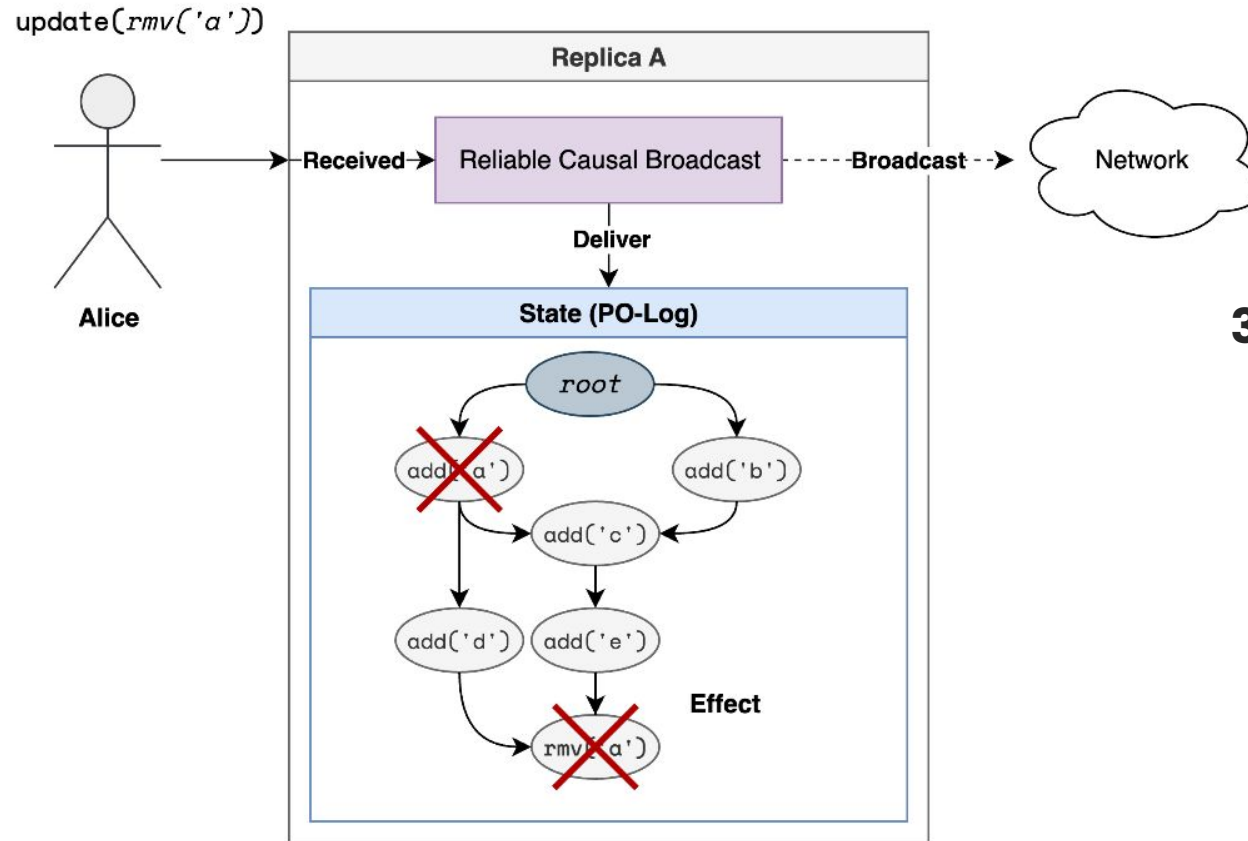 update(rmv('a'))
Replica A
Received
Reliable Causal Broadcast
Broadcast
Network
Deliver
Alice
State (PO-Log)
3
root
add('a')
add('b')
add('c')
add('d')
add('e')
Effect
rmv('a')